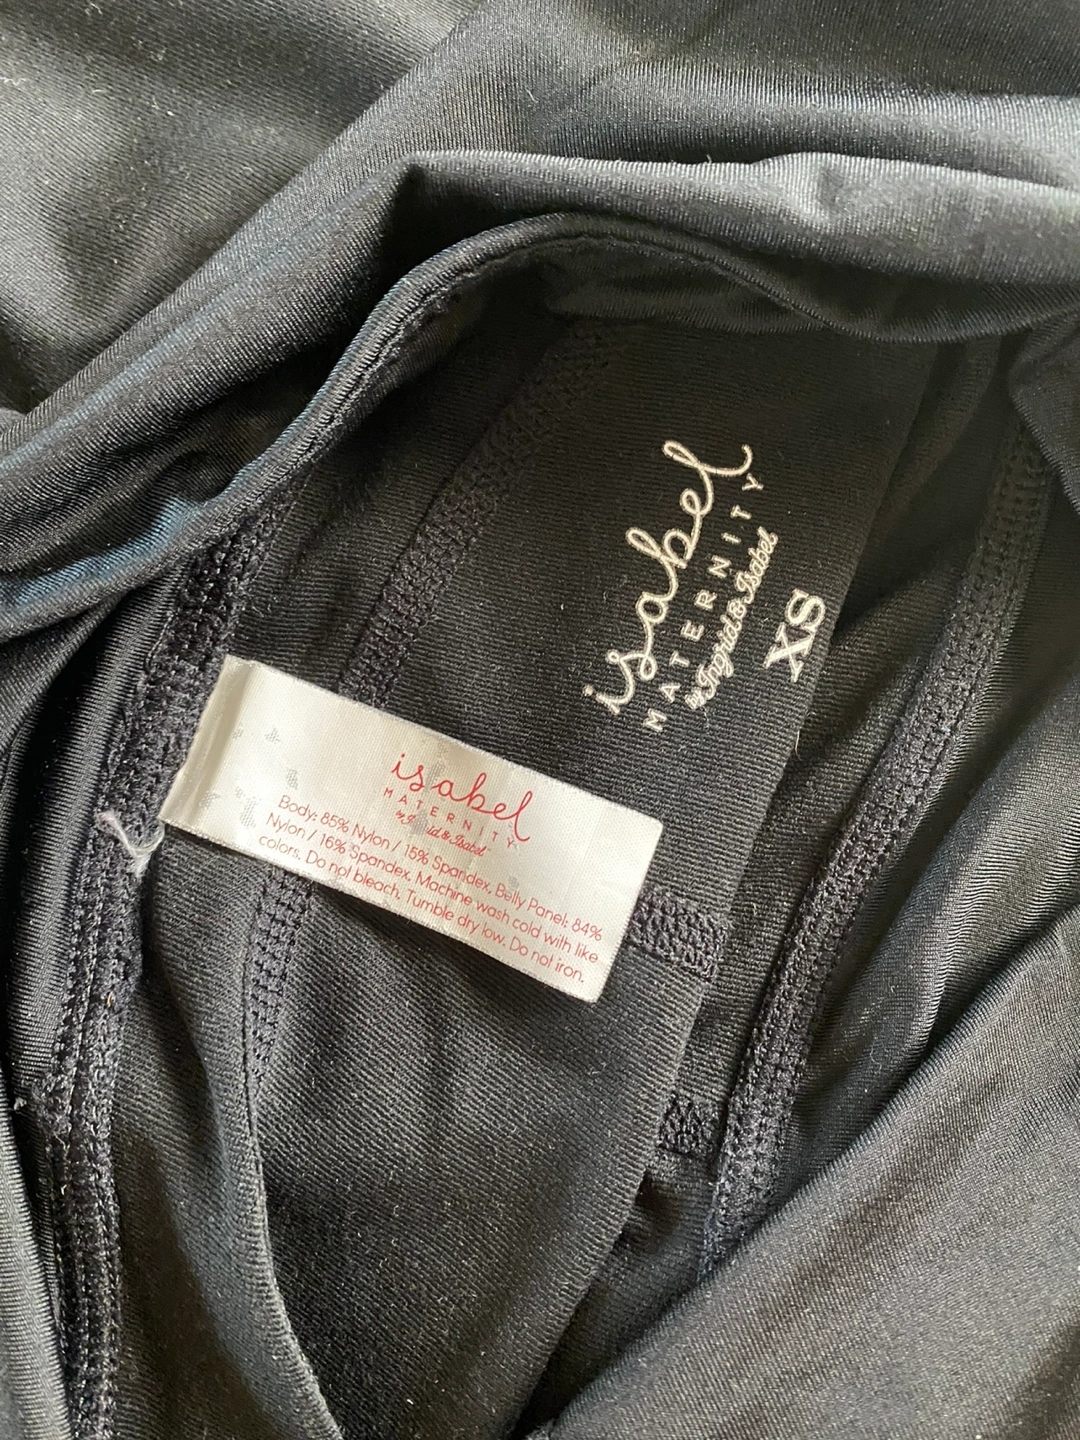 isabel
MATERNITY
by Ingrid & Isabel
XS
isabel
MATERNITY
Isabel
Body: 85% Nylon / 15% Spandex. Belly Panel: 84%
Nylon / 16% Spandex. Machine wash cold with like
colors. Do not bleach. Tumble dry low. Do not iron.